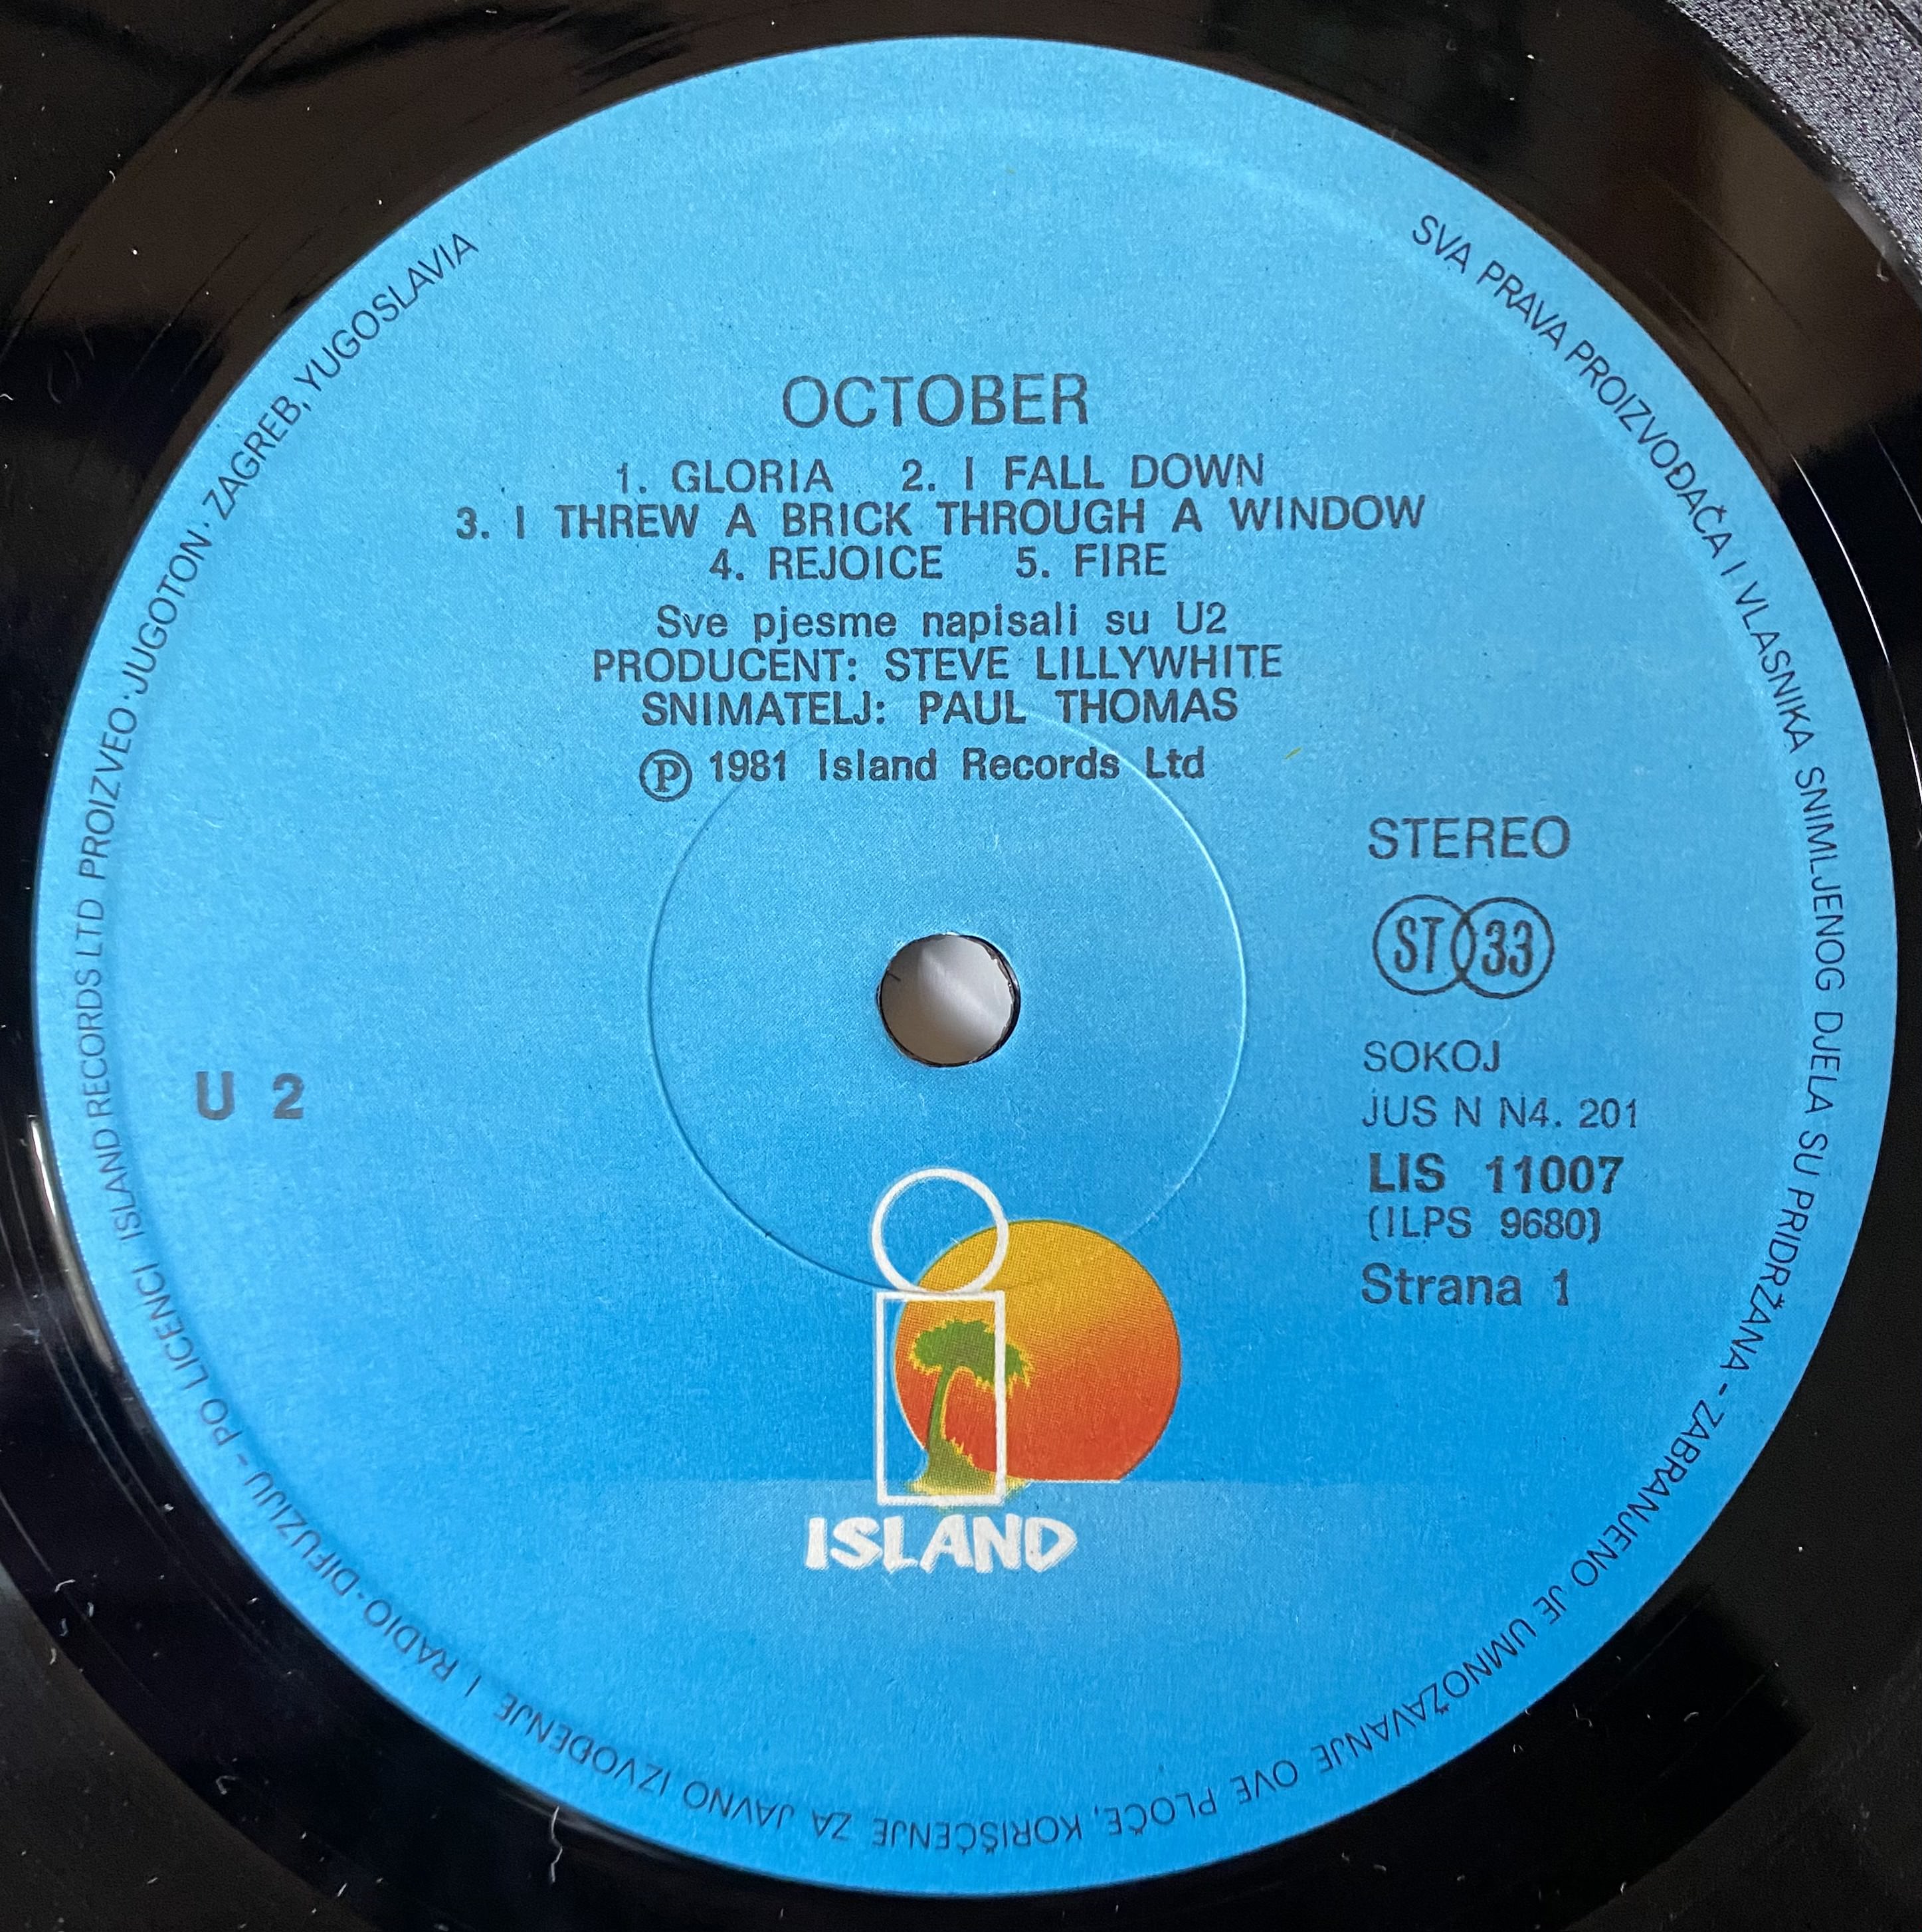 OCTOBER
1. GLORIA 2. I FALL DOWN
3. I THREW A BRICK THROUGH A WINDOW
4. REJOICE 5. FIRE
Sve pjesme napisali su U2
PRODUCENT: STEVE LILLYWHITE
SNIMATELJ: PAUL THOMAS
Ⓟ 1981 Island Records Ltd
STEREO
ST 33
SOKOJ
JUS N N4. 201
LIS 11007
(ILPS 9680)
Strana 1
U 2
ISLAND
SVA PRAVA PROIZVOĐAČA I VLASNIKA SNIMLJENOG DJELA SU PRIDRŽANA - ZABRANJENO JE UMNOŽAVANJE OVE PLOČE, KORIŠĆENJE ZA JAVNO IZVOĐENJE I RADIO-DIFUZIJU - PO LICENCI ISLAND RECORDS LTD PROIZVEO·JUGOTON· ZAGREB, YUGOSLAVIA